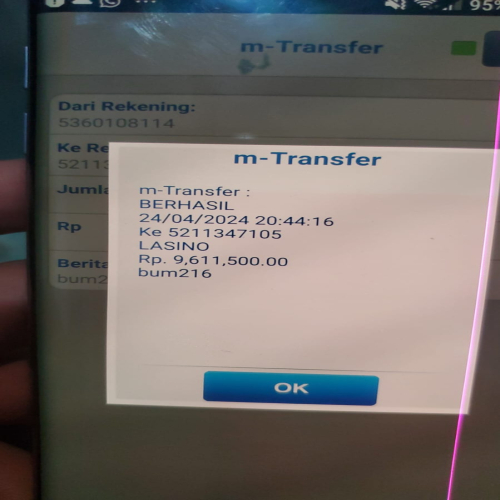 95%
m-Transfer
Dari Rekening:
5360108114
Ke Re
5211
m-Transfer
m-Transfer :
BERHASIL
24/04/2024 20:44:16
Ke 5211347105
LASINO
Rp. 9,611,500.00
bum216
Jumla
Rp
Berita
bum2
OK